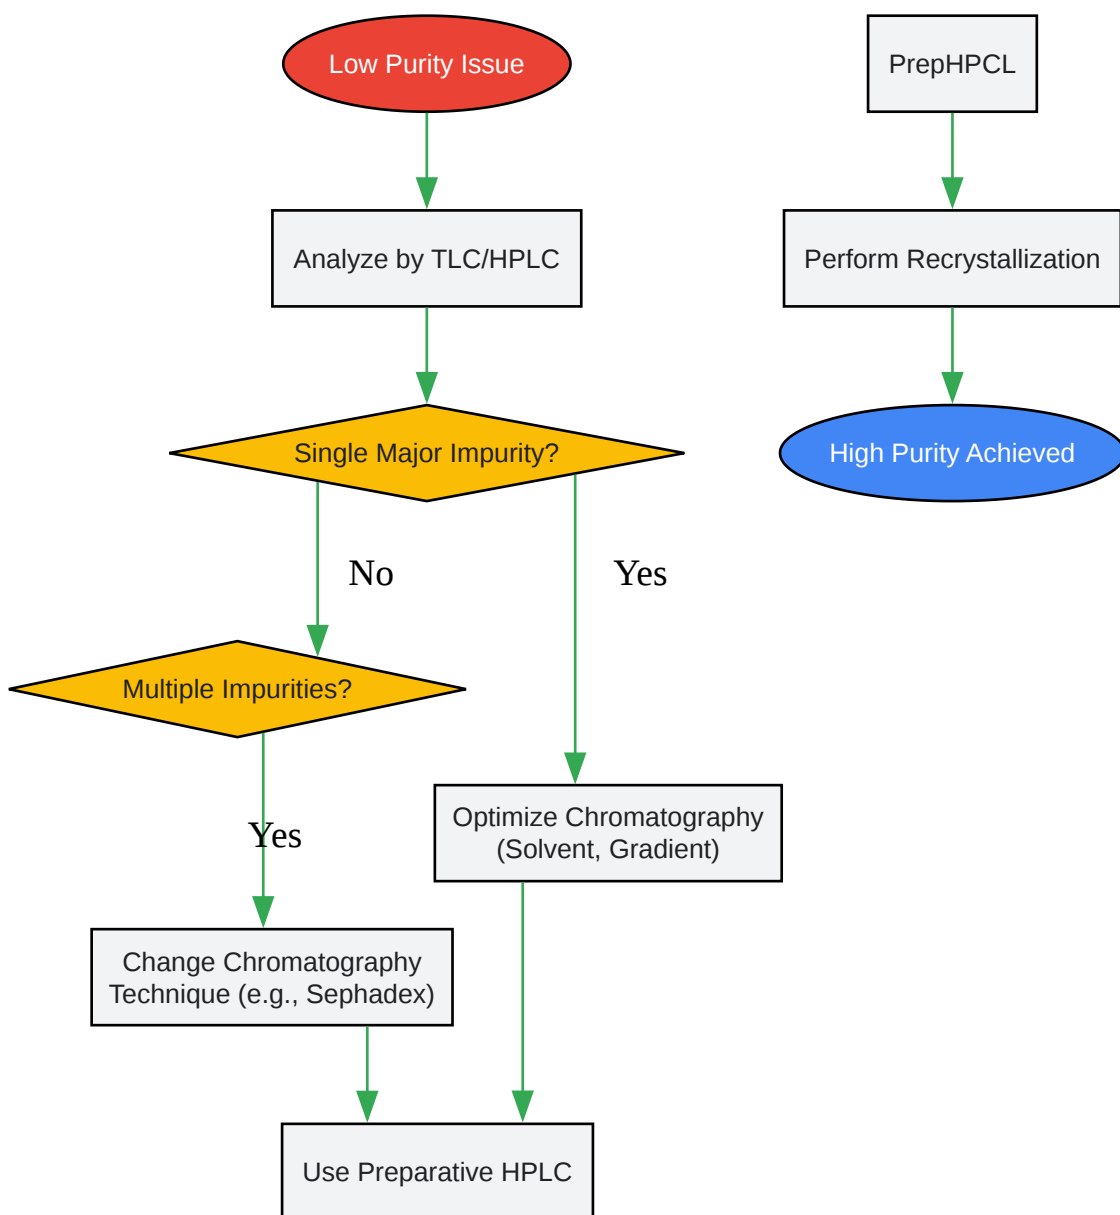 Low Purity Issue
PrepHPCL
Analyze by TLC/HPLC
Perform Recrystallization
Single Major Impurity?
High Purity Achieved
No
Yes
Multiple Impurities?
Optimize Chromatography
(Solvent, Gradient)
Yes
Change Chromatography
Technique (e.g., Sephadex)
Use Preparative HPLC